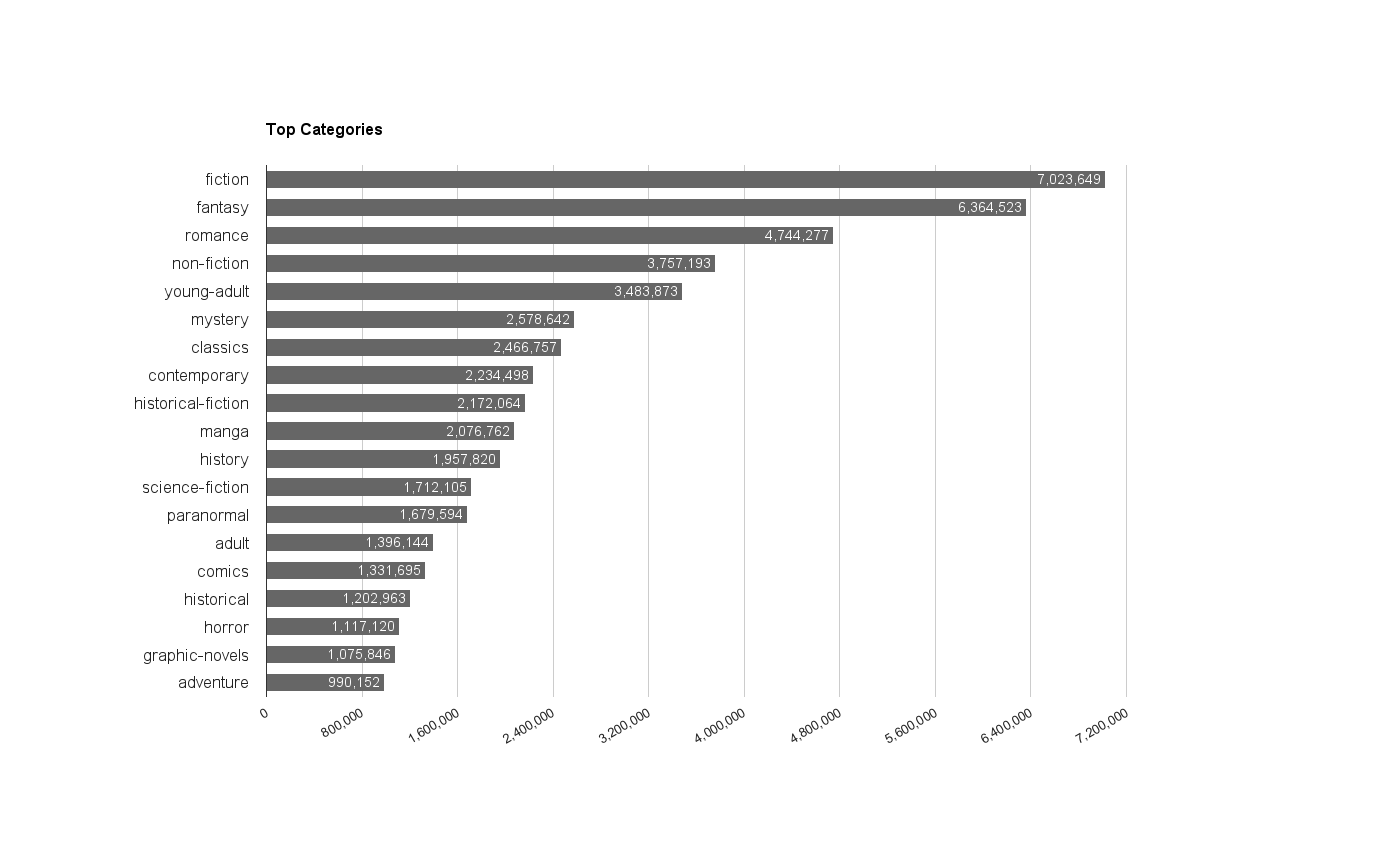 Top Categories
fiction 7,023,649
fantasy 6,364,523
romance 4,744,277
non-fiction 3,757,193
young-adult 3,483,873
mystery 2,578,642
classics 2,466,757
contemporary 2,234,498
historical-fiction 2,172,064
manga 2,076,762
history 1,957,820
science-fiction 1,712,105
paranormal 1,679,594
adult 1,396,144
comics 1,331,695
historical 1,202,963
horror 1,117,120
graphic-novels 1,075,846
adventure 990,152
0 800,000 1,600,000 2,400,000 3,200,000 4,000,000 4,800,000 5,600,000 6,400,000 7,200,000